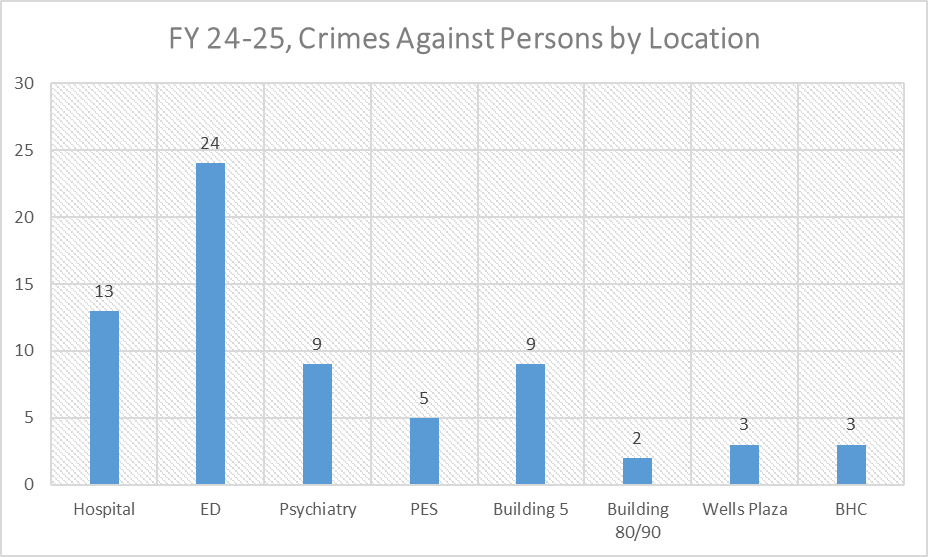 FY 24-25, Crimes Against Persons by Location
30
25
20
15
10
5
0
13
24
9
5
9
2
3
3
Hospital
ED
Psychiatry
PES
Building 5
Building
80/90
Wells Plaza
BHC